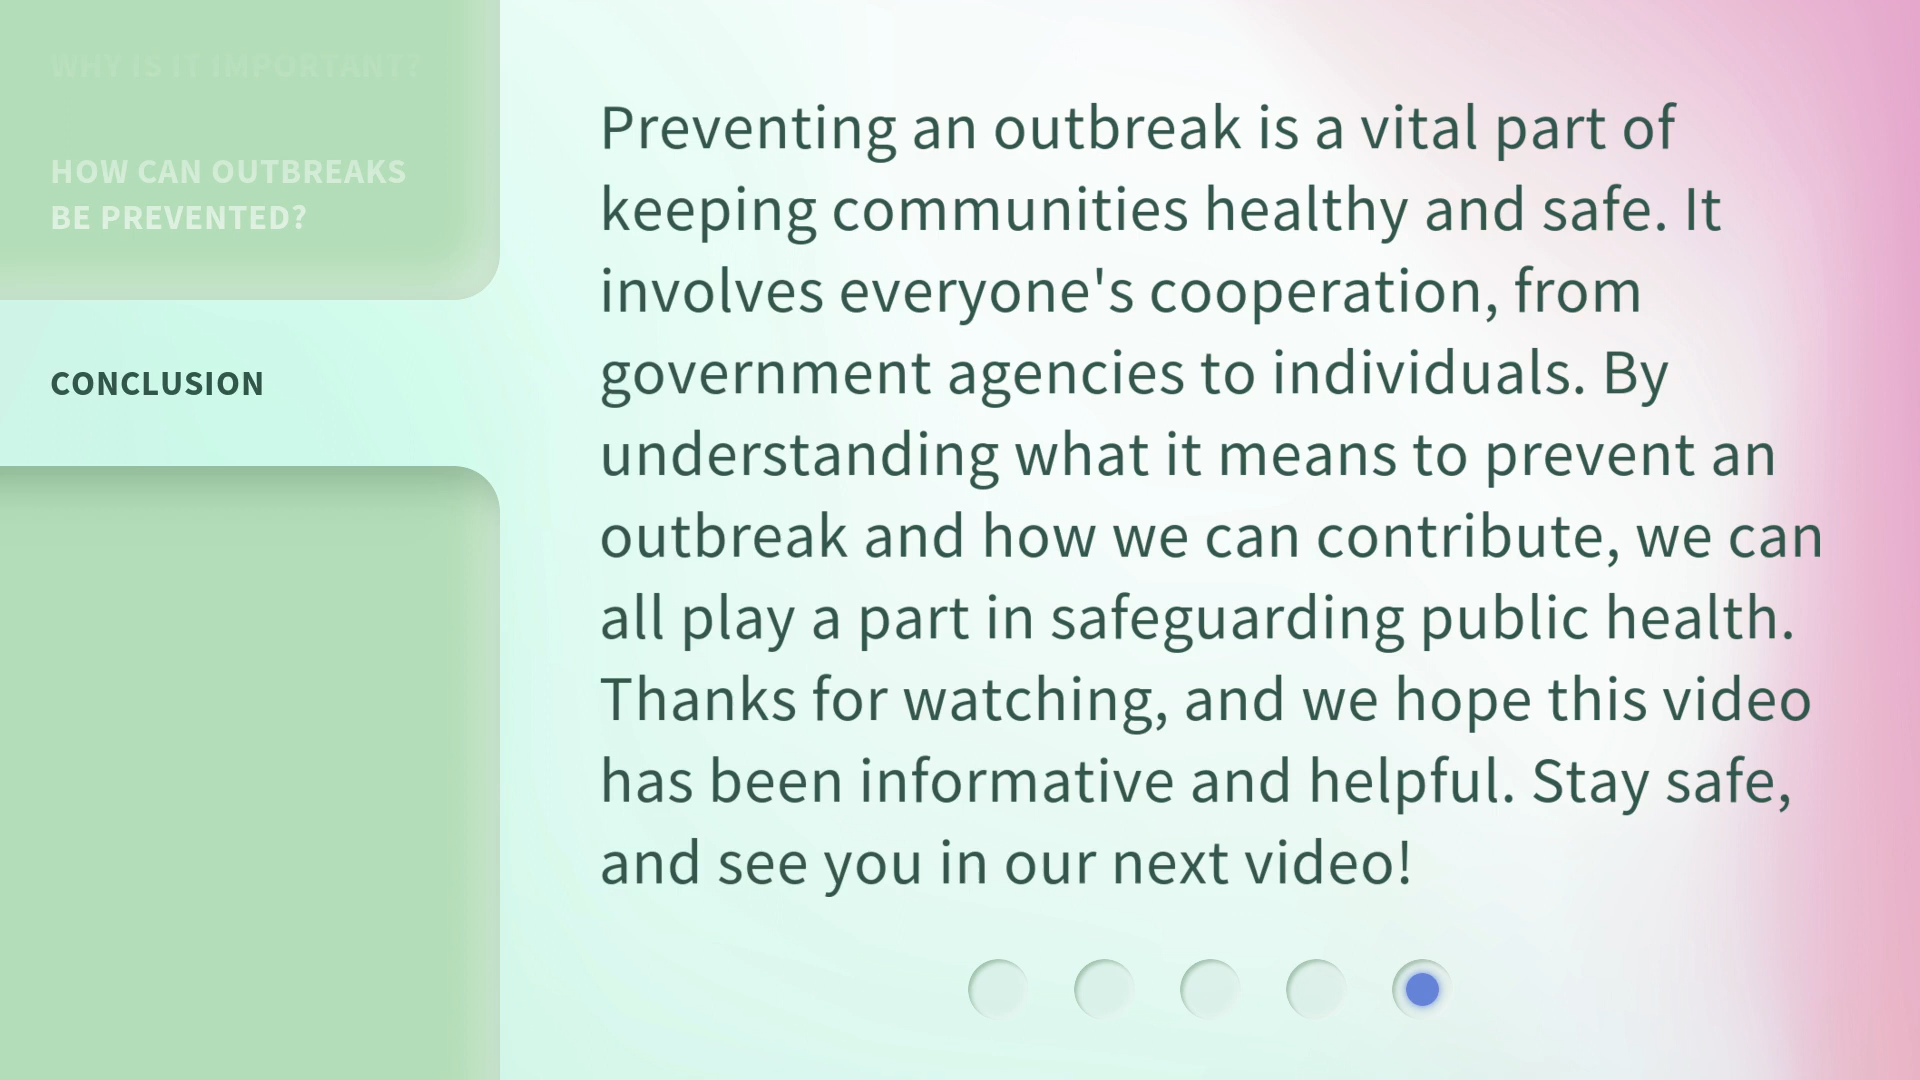 WHY IS IT IMPORTANT?
HOW CAN OUTBREAKS
BE PREVENTED?
CONCLUSION
Preventing an outbreak is a vital part of
keeping communities healthy and safe. It
involves everyone's cooperation, from
government agencies to individuals. By
understanding what it means to prevent an
outbreak and how we can contribute, we can
all play a part in safeguarding public health.
Thanks for watching, and we hope this video
has been informative and helpful. Stay safe,
and see you in our next video!